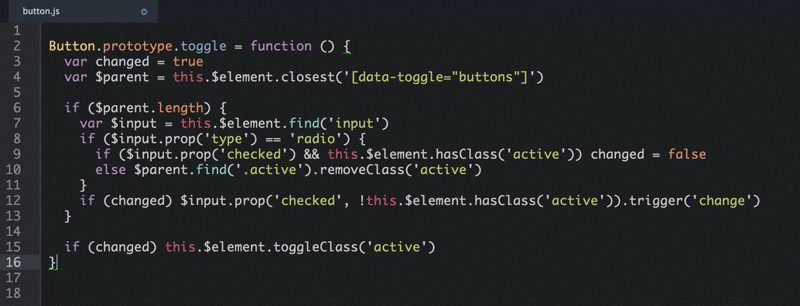 button.js
1
2 Button.prototype.toggle = function () {
3   var changed = true
4   var $parent = this.$element.closest('[data-toggle="buttons"]')
5
6   if ($parent.length) {
7     var $input = this.$element.find('input')
8     if ($input.prop('type') == 'radio') {
9       if ($input.prop('checked') && this.$element.hasClass('active')) changed = false
10       else $parent.find('.active').removeClass('active')
11     }
12     if (changed) $input.prop('checked', !this.$element.hasClass('active')).trigger('change')
13   }
14
15   if (changed) this.$element.toggleClass('active')
16 }
17
18